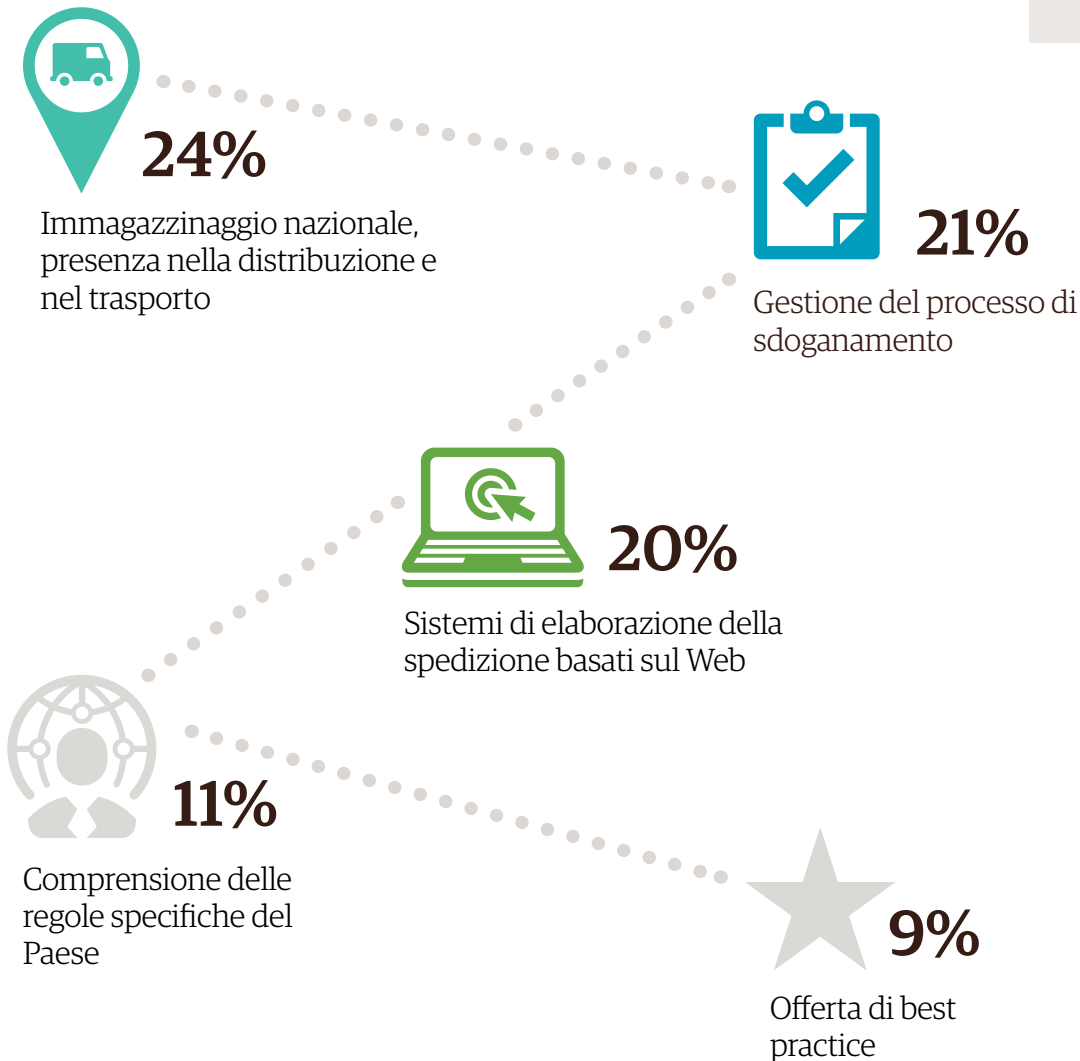 24%
Immagazzinaggio nazionale,
presenza nella distribuzione e
nel trasporto
21%
Gestione del processo di
sdoganamento
20%
Sistemi di elaborazione della
spedizione basati sul Web
11%
Comprensione delle
regole specifiche del
Paese
9%
Offerta di best
practice